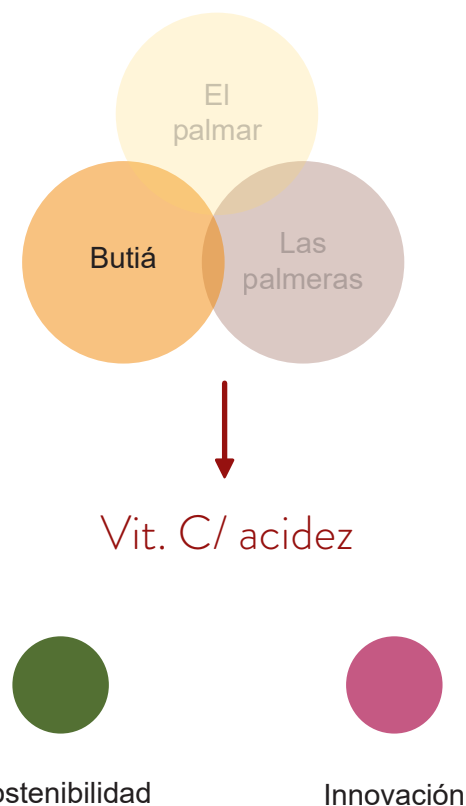 El
palmar
Butiá
Las
palmeras
Vit. C/ acidez
ostenibilidad
Innovación